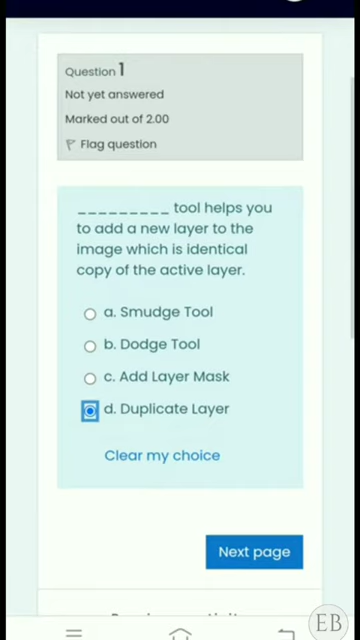 Question 1
Not yet answered
Marked out of 2.00
Flag question
_________ tool helps you
to add a new layer to the
image which is identical
copy of the active layer.
a. Smudge Tool
b. Dodge Tool
c. Add Layer Mask
d. Duplicate Layer
Clear my choice
Next page
EB